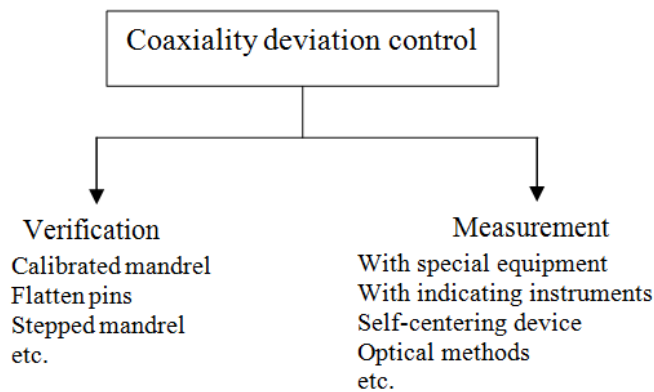 Coaxiality deviation control
Verification
Calibrated mandrel
Flatten pins
Stepped mandrel
etc.
Measurement
With special equipment
With indicating instruments
Self-centering device
Optical methods
etc.